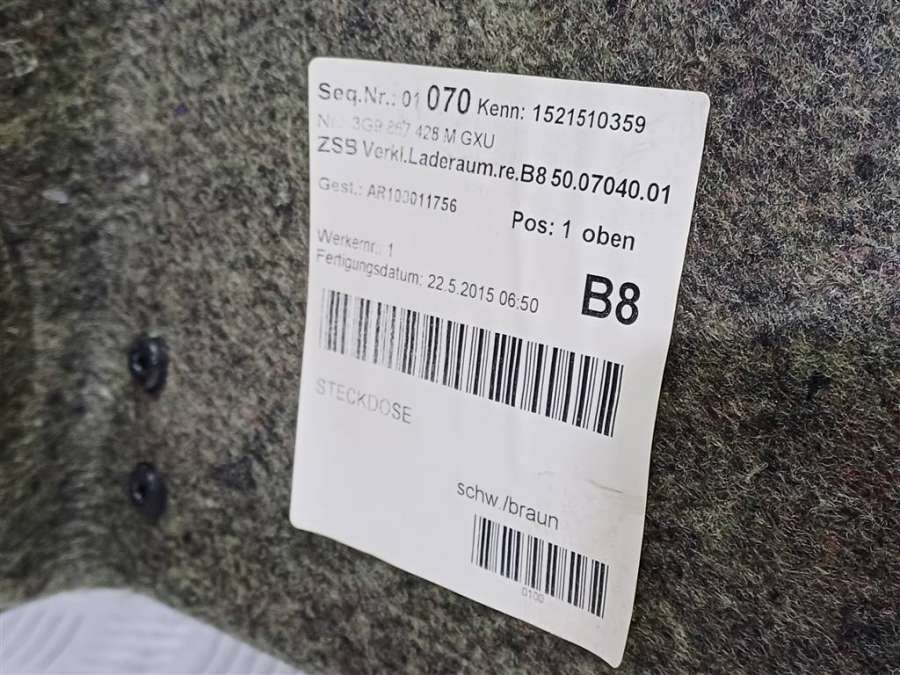 Seq.Nr.: 01 070 Kenn: 1521510359
Nr.: 3G9 867 428 M GXU
ZSB Verkl.Laderaum.re.B8 50.07040.01
Gest.: AR100011756
Pos: 1 oben
Werkernr.: 1
Fertigungsdatum: 22.5.2015 06:50
B8
STECKDOSE
schw./braun
0100